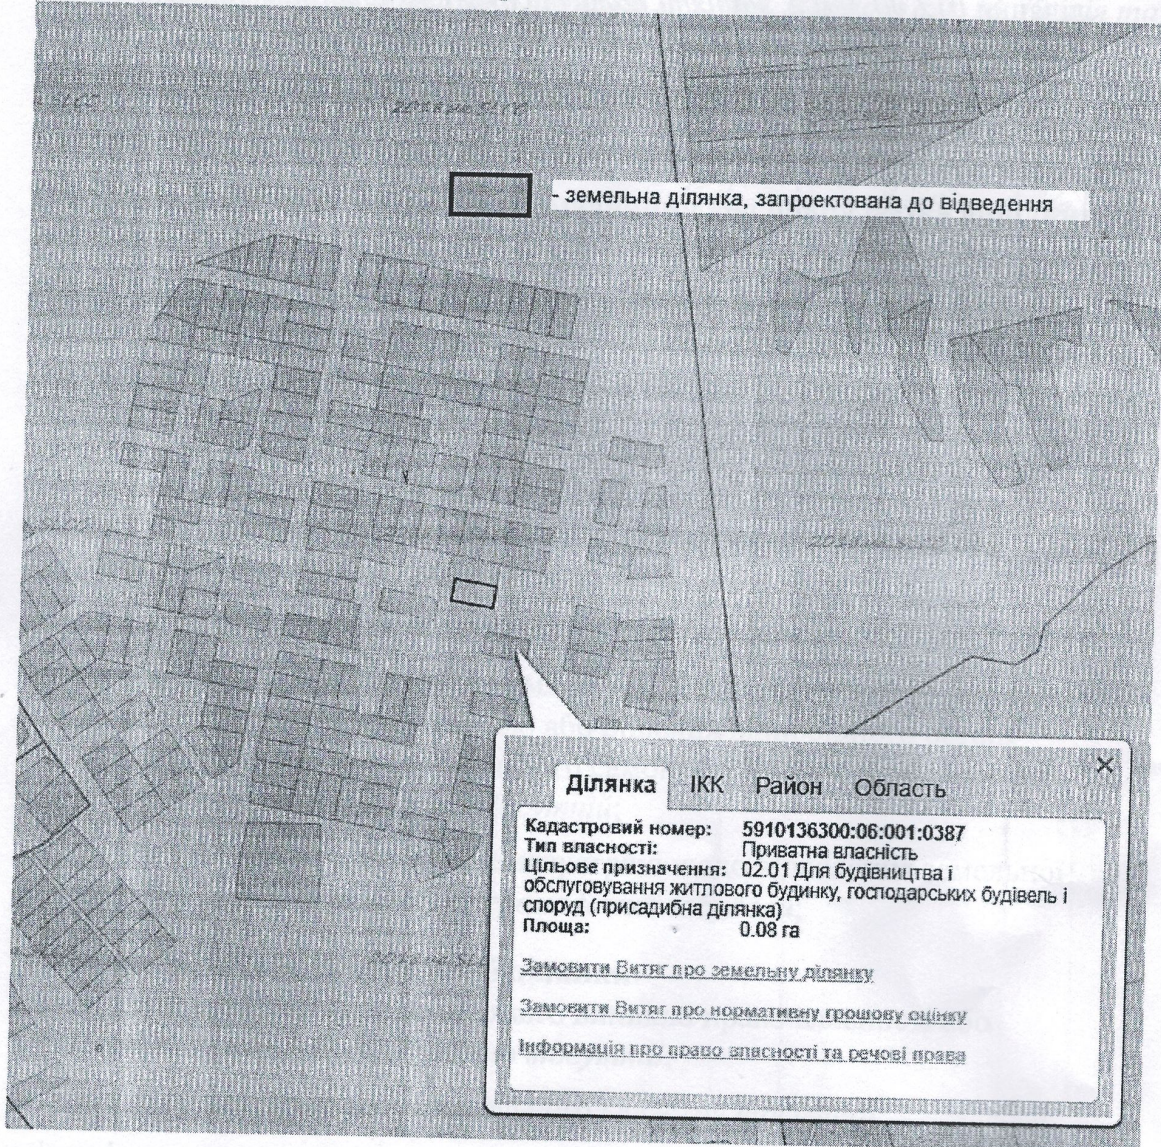 - земельна ділянка, запроектована до відведення
Ділянка ІКК Район Область
Кадастровий номер: 5910136300:06:001:0387
Тип власності: Приватна власність
Цільове призначення: 02.01 Для будівництва і
обслуговування житлового будинку, господарських будівель і
споруд (присадибна ділянка)
Площа: 0.08 га
Замовити Витяг про земельну ділянку
Замовити Витяг про нормативну грошову оцінку
Інформація про право власності та речові права